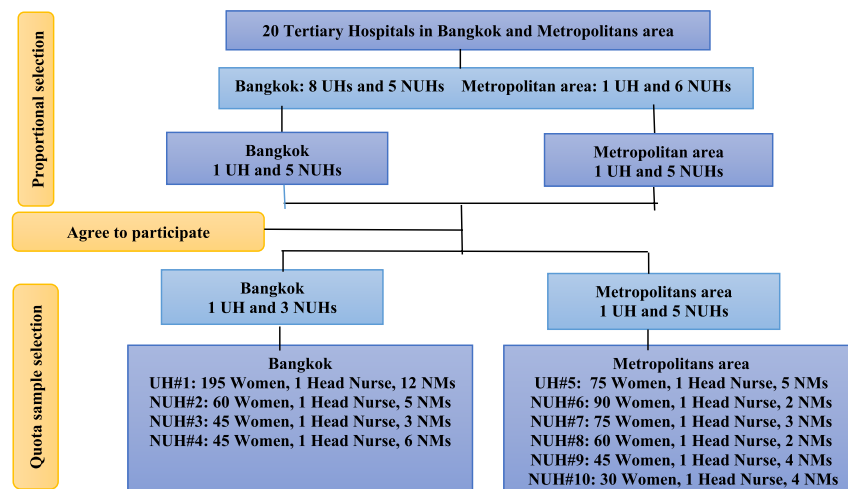 Proportional selection
20 Tertiary Hospitals in Bangkok and Metropolitans area
Bangkok: 8 UHs and 5 NUHs Metropolitan area: 1 UH and 6 NUHs
Bangkok
1 UH and 5 NUHs
Metropolitan area
1 UH and 5 NUHs
Agree to participate
Quota sample selection
Bangkok
1 UH and 3 NUHs
Metropolitans area
1 UH and 5 NUHs
Bangkok
UH#1: 195 Women, 1 Head Nurse, 12 NMs
NUH#2: 60 Women, 1 Head Nurse, 5 NMs
NUH#3: 45 Women, 1 Head Nurse, 3 NMs
NUH#4: 45 Women, 1 Head Nurse, 6 NMs
Metropolitans area
UH#5: 75 Women, 1 Head Nurse, 5 NMs
NUH#6: 90 Women, 1 Head Nurse, 2 NMs
NUH#7: 75 Women, 1 Head Nurse, 3 NMs
NUH#8: 60 Women, 1 Head Nurse, 2 NMs
NUH#9: 45 Women, 1 Head Nurse, 4 NMs
NUH#10: 30 Women, 1 Head Nurse, 4 NMs